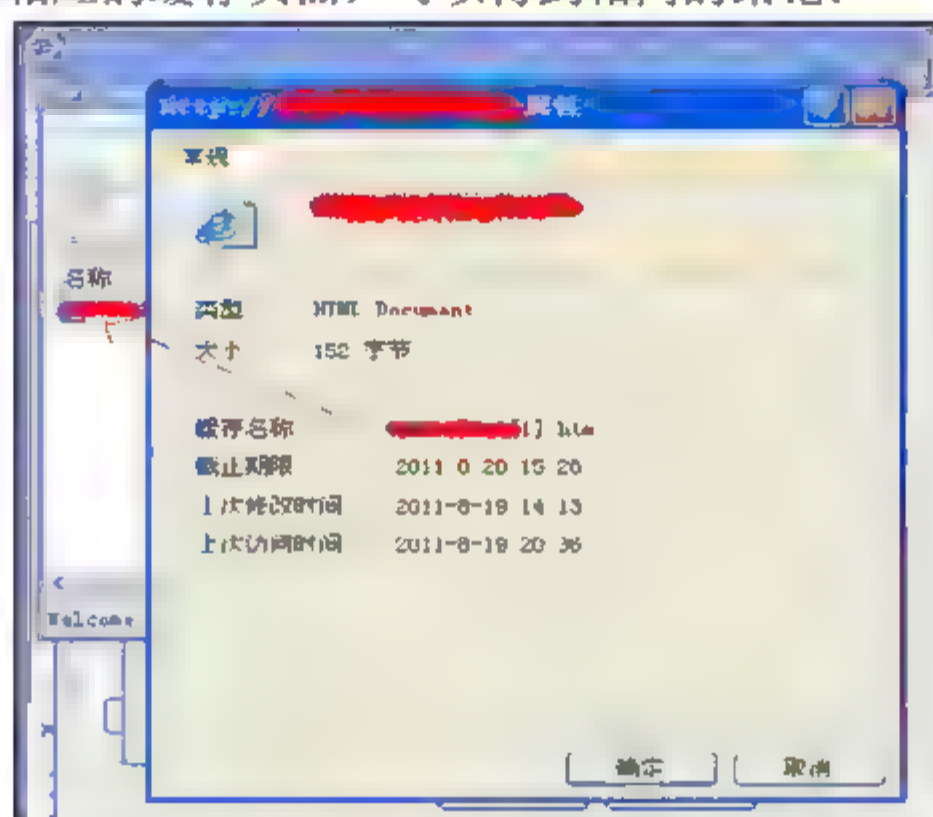 属性
常规
名称
类型 HTML Document
大小 152 字节
缓存名称 [1] htm
截止期限 2011 20 15
上次修改时间 2011-8-19 14 13
上次访问时间 2011-8-19 20 36
Welcome
确定 取消